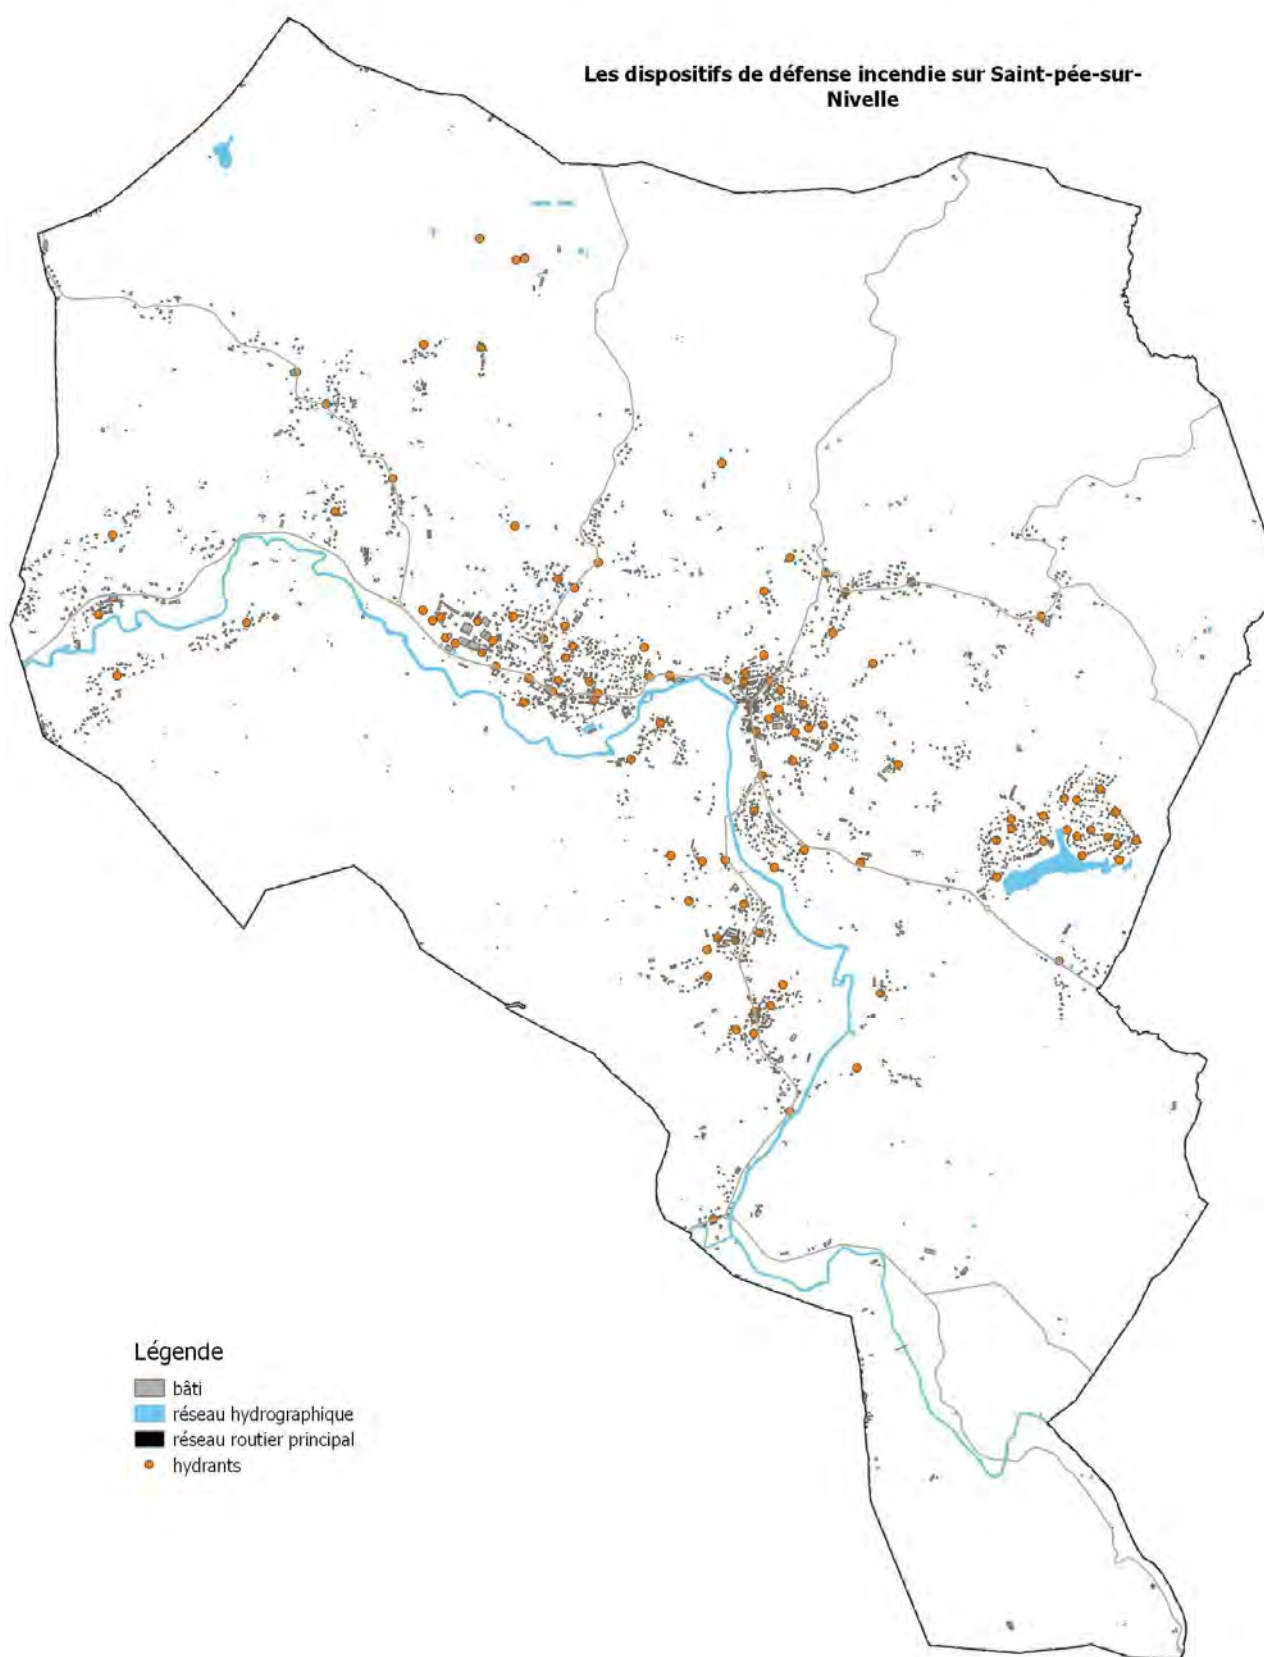 Les dispositifs de défense incendie sur Saint-pée-sur-
Nivelle
Légende
bâti
réseau hydrographique
réseau routier principal
hydrants